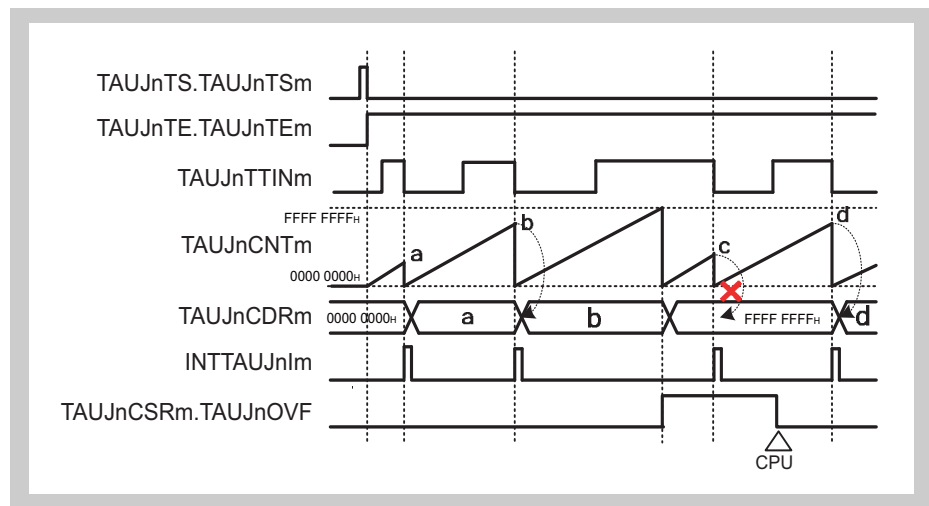 TAUJnTS.TAUJnTSm
TAUJnTE.TAUJnTEm
TAUJnTTINm
FFFF FFFFH
b
d
TAUJnCNTm
a
c
0000 0000H
TAUJnCDRm 0000 0000H a b FFFF FFFFH d
INTTAUJnIm
TAUJnCSRm.TAUJnOVF
CPU